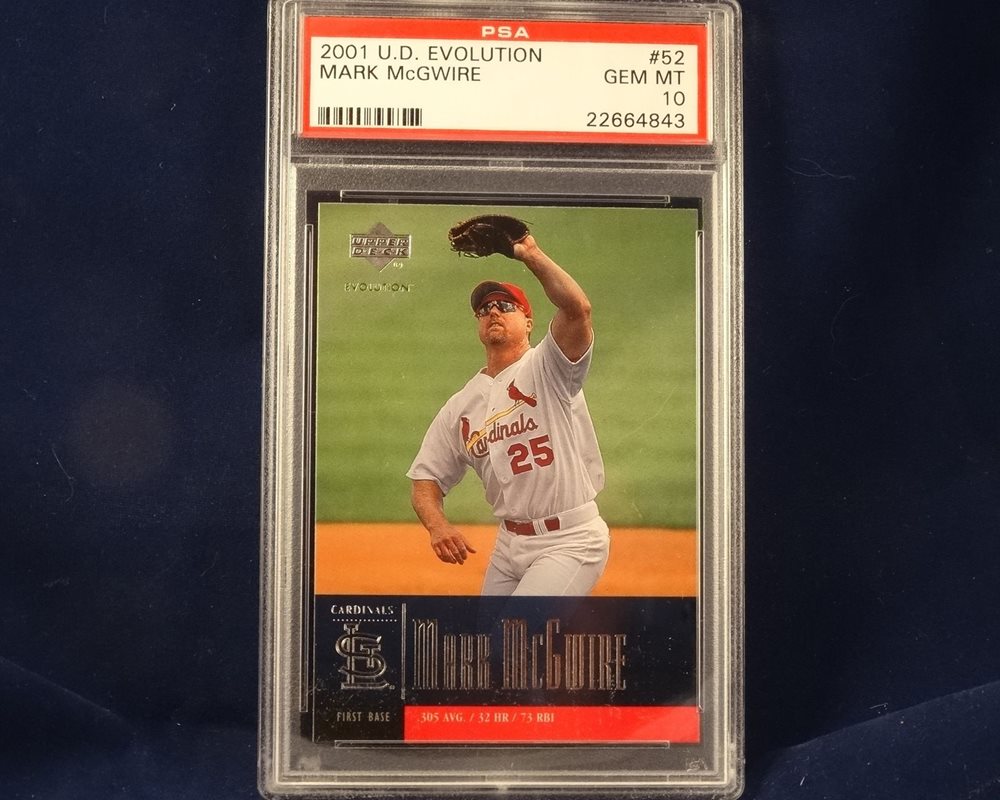 PSA
2001 U.D. EVOLUTION #52
MARK McGWIRE GEM MT
10
22664843
UPPER
DECK
EVOLUTION
Cardinals
25
CARDINALS
STL
MARK MCGWIRE
FIRST BASE
.305 AVG. / 32 HR / 73 RBI